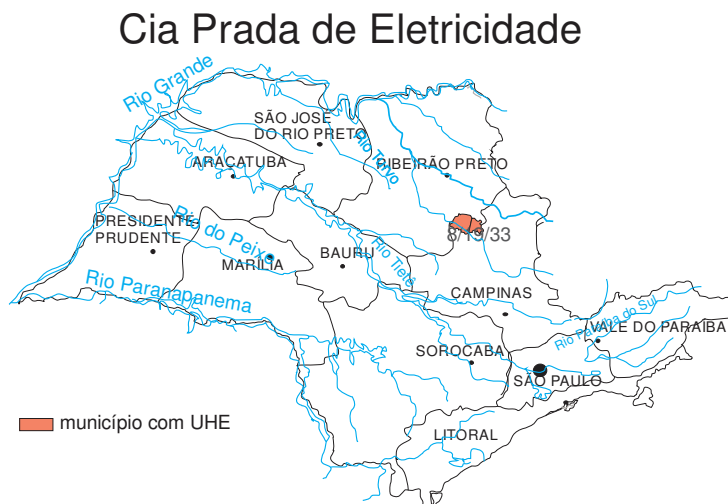 Cia Prada de Eletricidade
Rio Grande
SÃO JOSÉ
DO RIO PRETO
Rio Turvo
RIBEIRÃO PRETO
ARAÇATUBA
PRESIDENTE
PRUDENTE
Rio do Peixe
MARÍLIA
BAURU
Rio Tietê
8/19/33
Rio Paranapanema
CAMPINAS
Rio Paraíba do Sul
VALE DO PARAÍBA
SOROCABA
SÃO PAULO
município com UHE
LITORAL